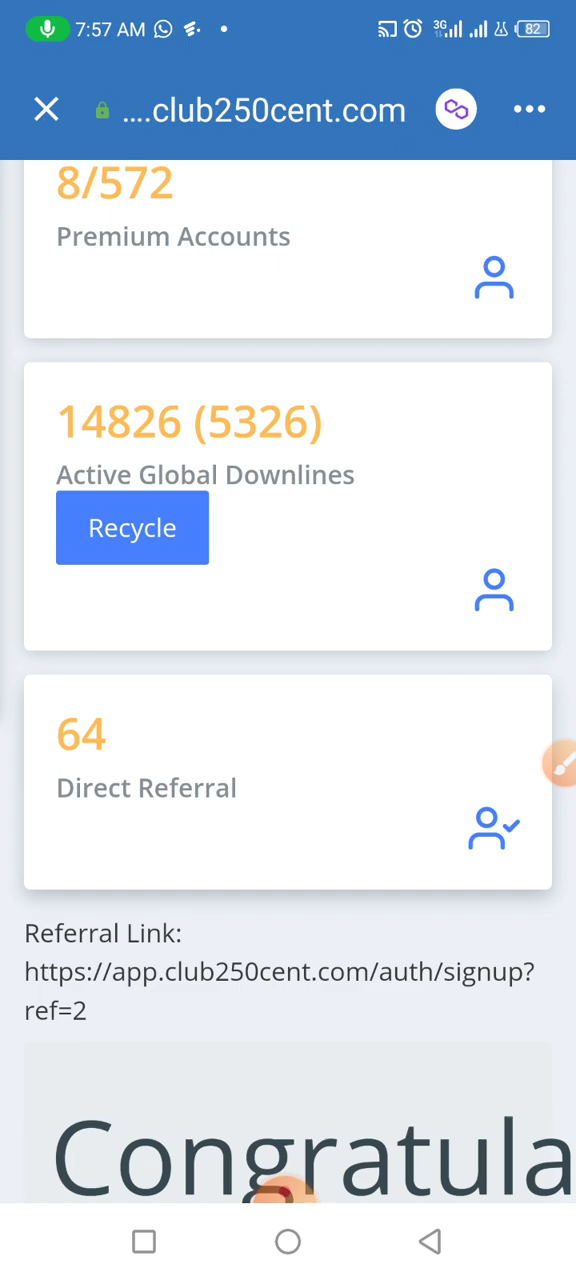 7:57 AM 3G 82
....club250cent.com
8/572
Premium Accounts
14826 (5326)
Active Global Downlines
Recycle
64
Direct Referral
Referral Link:
https://app.club250cent.com/auth/signup?
ref=2
Congratula